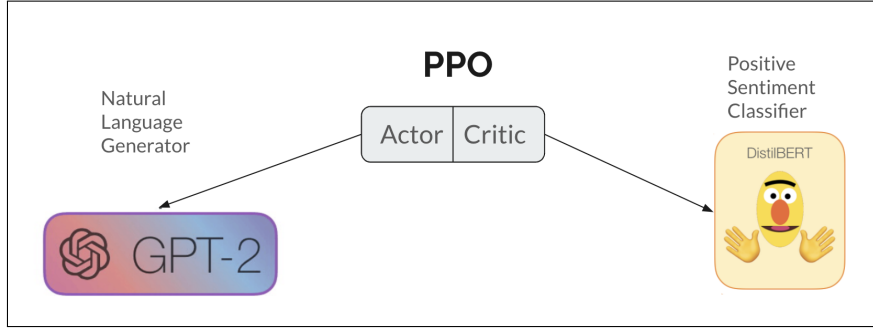 PPO
Natural
Language
Generator
Actor Critic
Positive
Sentiment
Classifier
GPT-2
DistilBERT